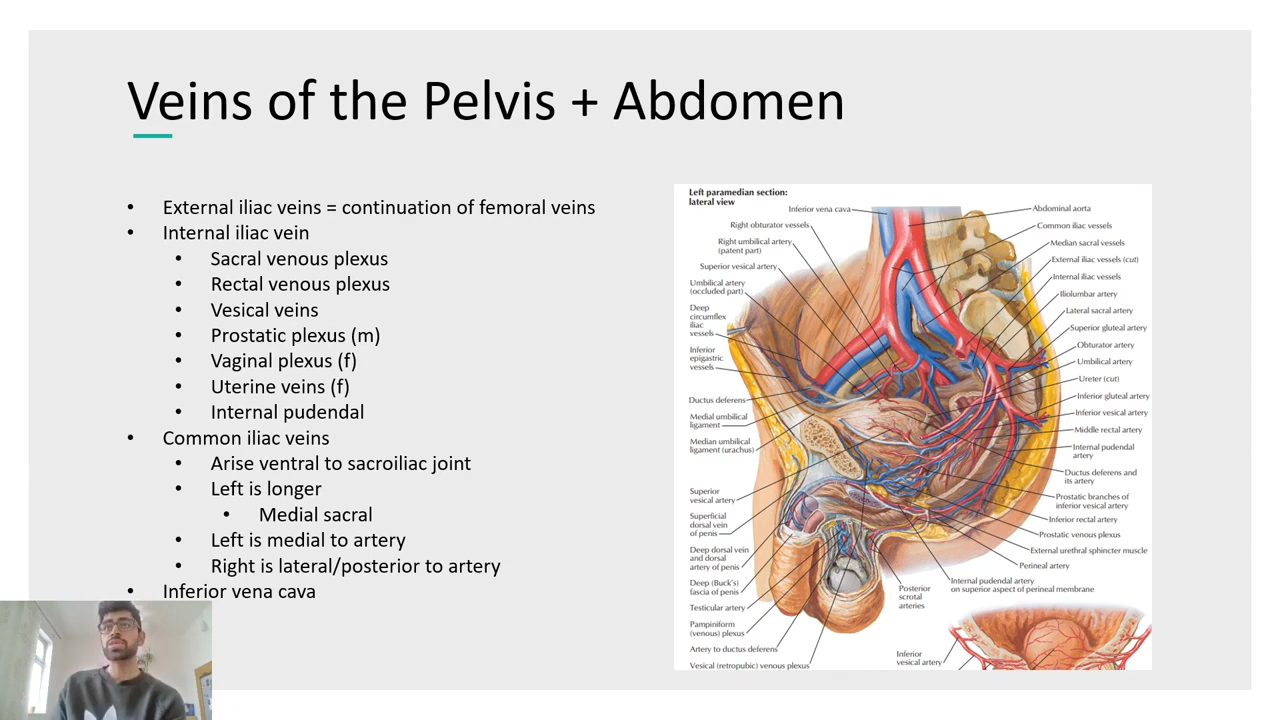 Veins of the Pelvis + Abdomen
• External iliac veins = continuation of femoral veins
• Internal iliac vein
• Sacral venous plexus
• Rectal venous plexus
• Vesical veins
• Prostatic plexus (m)
• Vaginal plexus (f)
• Uterine veins (f)
• Internal pudendal
• Common iliac veins
• Arise ventral to sacroiliac joint
• Left is longer
• Medial sacral
• Left is medial to artery
• Right is lateral/posterior to artery
• Inferior vena cava
Left paramedian section:
lateral view
Inferior vena cava
Right obturator vessels
Right umbilical artery
(patent part)
Superior vesical artery
Umbilical artery
(occluded part)
Deep
circumflex
iliac
vessels
Inferior
epigastric
vessels
Ductus deferens
Medial umbilical
ligament
Median umbilical
ligament (urachus)
Superior
vesical artery
Superficial
dorsal vein
of penis
Deep dorsal vein
and dorsal
artery of penis
Deep (Buck's)
fascia of penis
Testicular artery
Pampiniform
(venous) plexus
Artery to ductus deferens
Vesical (retropubic) venous plexus
Abdominal aorta
Common iliac vessels
Median sacral vessels
External iliac vessels (cut)
Internal iliac vessels
Iliolumbar artery
Lateral sacral artery
Superior gluteal artery
Obturator artery
Umbilical artery
Ureter (cut)
Inferior gluteal artery
Inferior vesical artery
Middle rectal artery
Internal pudendal
artery
Ductus deferens and
its artery
Prostatic branches of
inferior vesical artery
Inferior rectal artery
Prostatic venous plexus
External urethral sphincter muscle
Perineal artery
Internal pudendal artery
on superior aspect of perineal membrane
Posterior
scrotal
arteries
Inferior
vesical artery